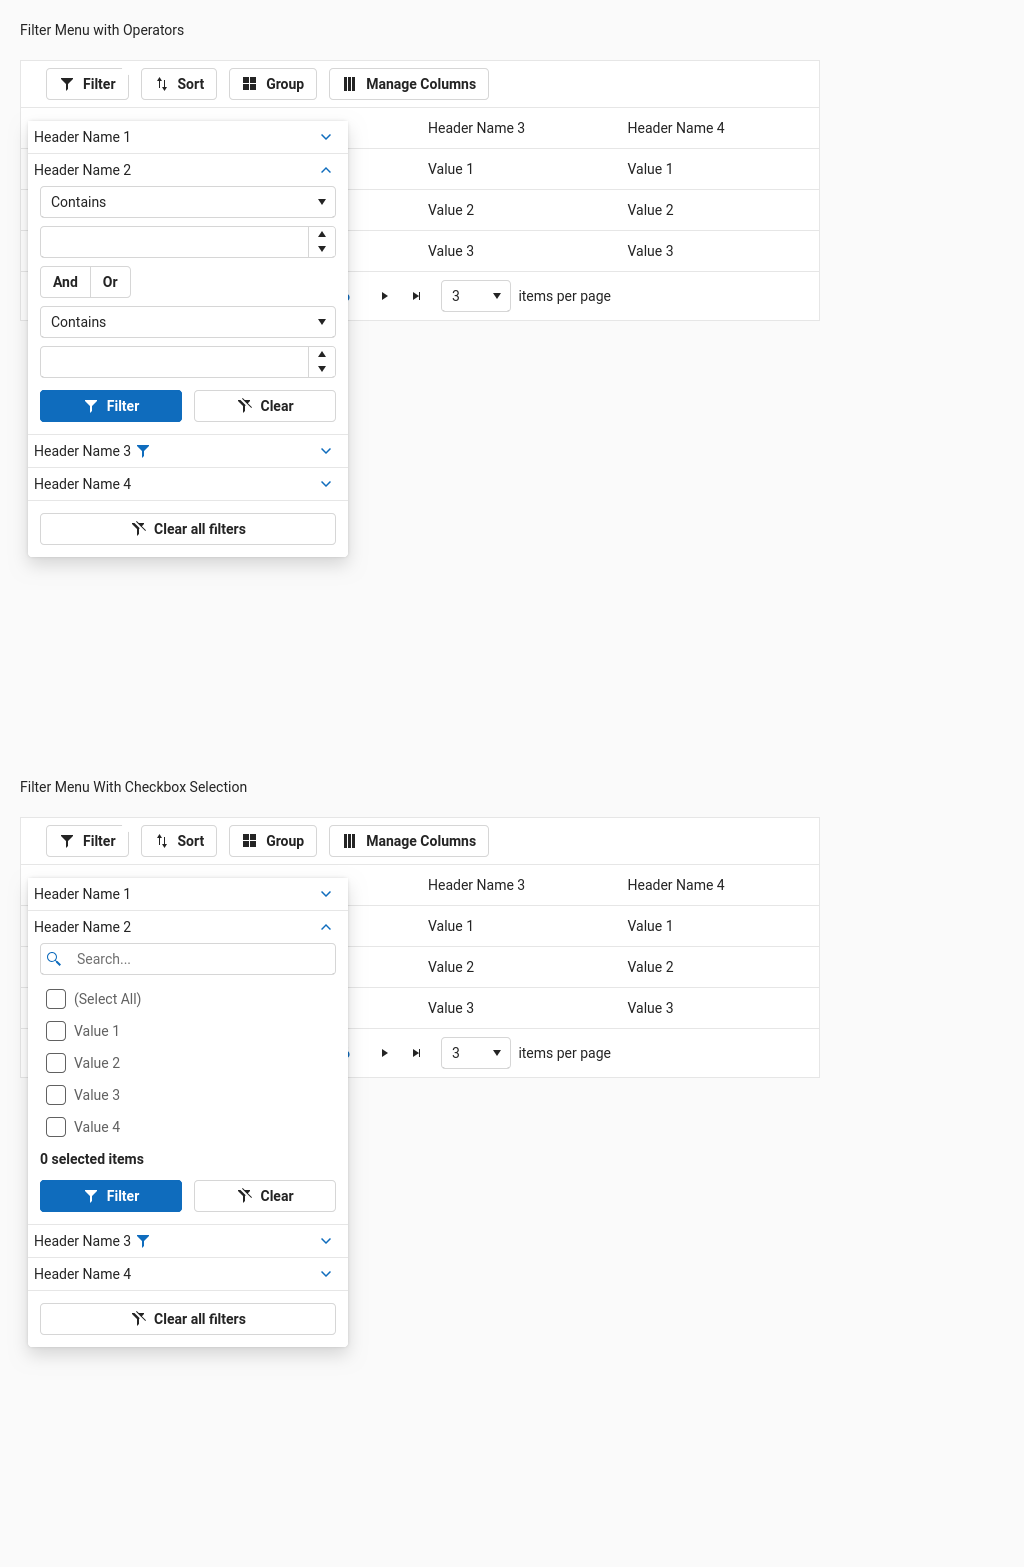 Filter Menu with Operators
Filter Sort Group Manage Columns
Header Name 1
Header Name 3 Header Name 4
Header Name 2
Value 1 Value 1
Contains
Value 2 Value 2
Value 3 Value 3
And Or
3 items per page
Contains
Filter Clear
Header Name 3
Header Name 4
Clear all filters
Filter Menu With Checkbox Selection
Filter Sort Group Manage Columns
Header Name 1
Header Name 3 Header Name 4
Header Name 2
Value 1 Value 1
Search...
Value 2 Value 2
(Select All)
Value 3 Value 3
Value 1
3 items per page
Value 2
Value 3
Value 4
0 selected items
Filter Clear
Header Name 3
Header Name 4
Clear all filters